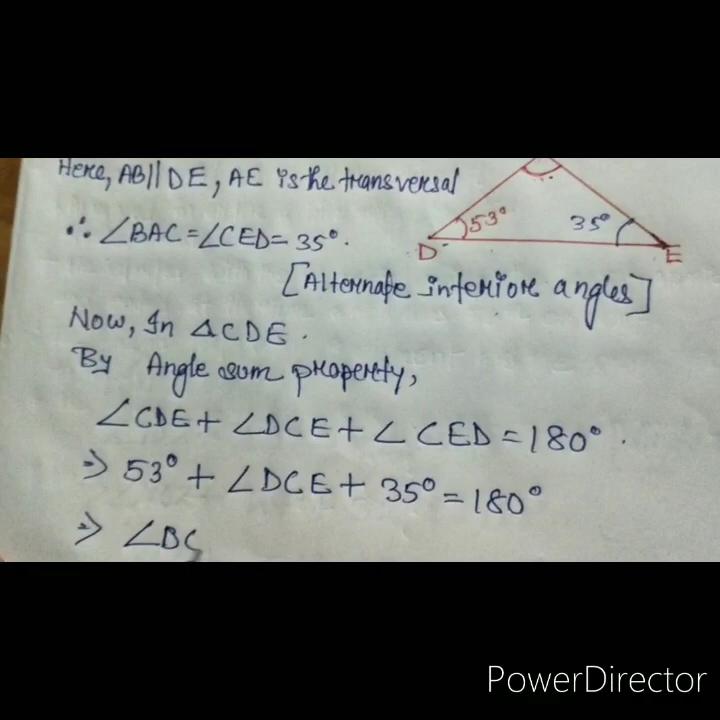 Here, AB||DE, AE is the transversal
∴ ∠BAC = ∠CED = 35°.
53° 35°
D E
[Alternate interior angles]
Now, In △CDE.
By Angle sum property,
∠CDE + ∠DCE + ∠CED = 180°.
⇒ 53° + ∠DCE + 35° = 180°
⇒ ∠DC
PowerDirector